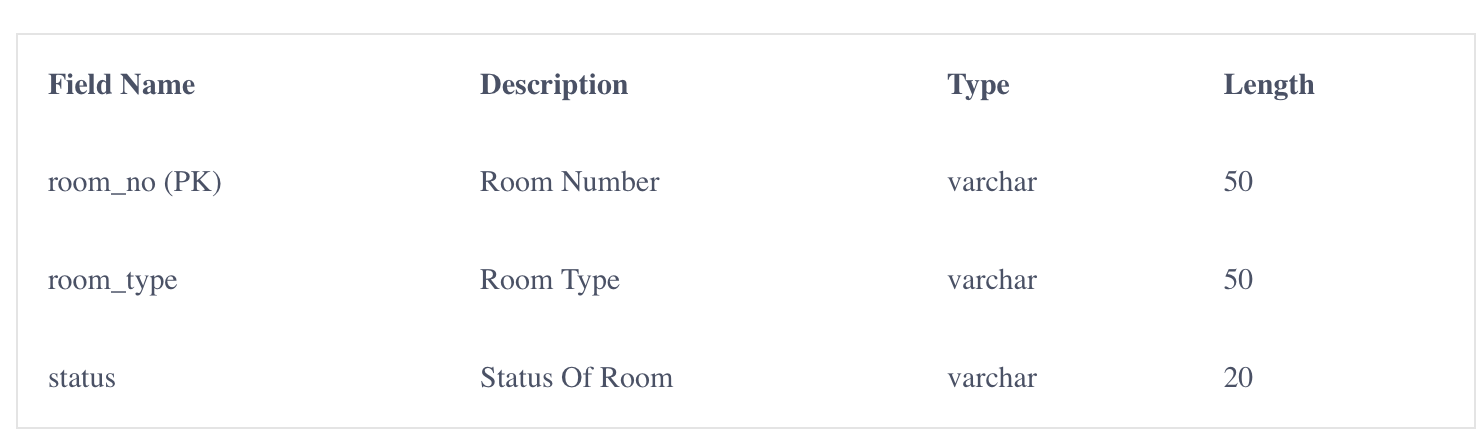 Field Name Description Type Length
room_no (PK) Room Number varchar 50
room_type Room Type varchar 50
status Status Of Room varchar 20